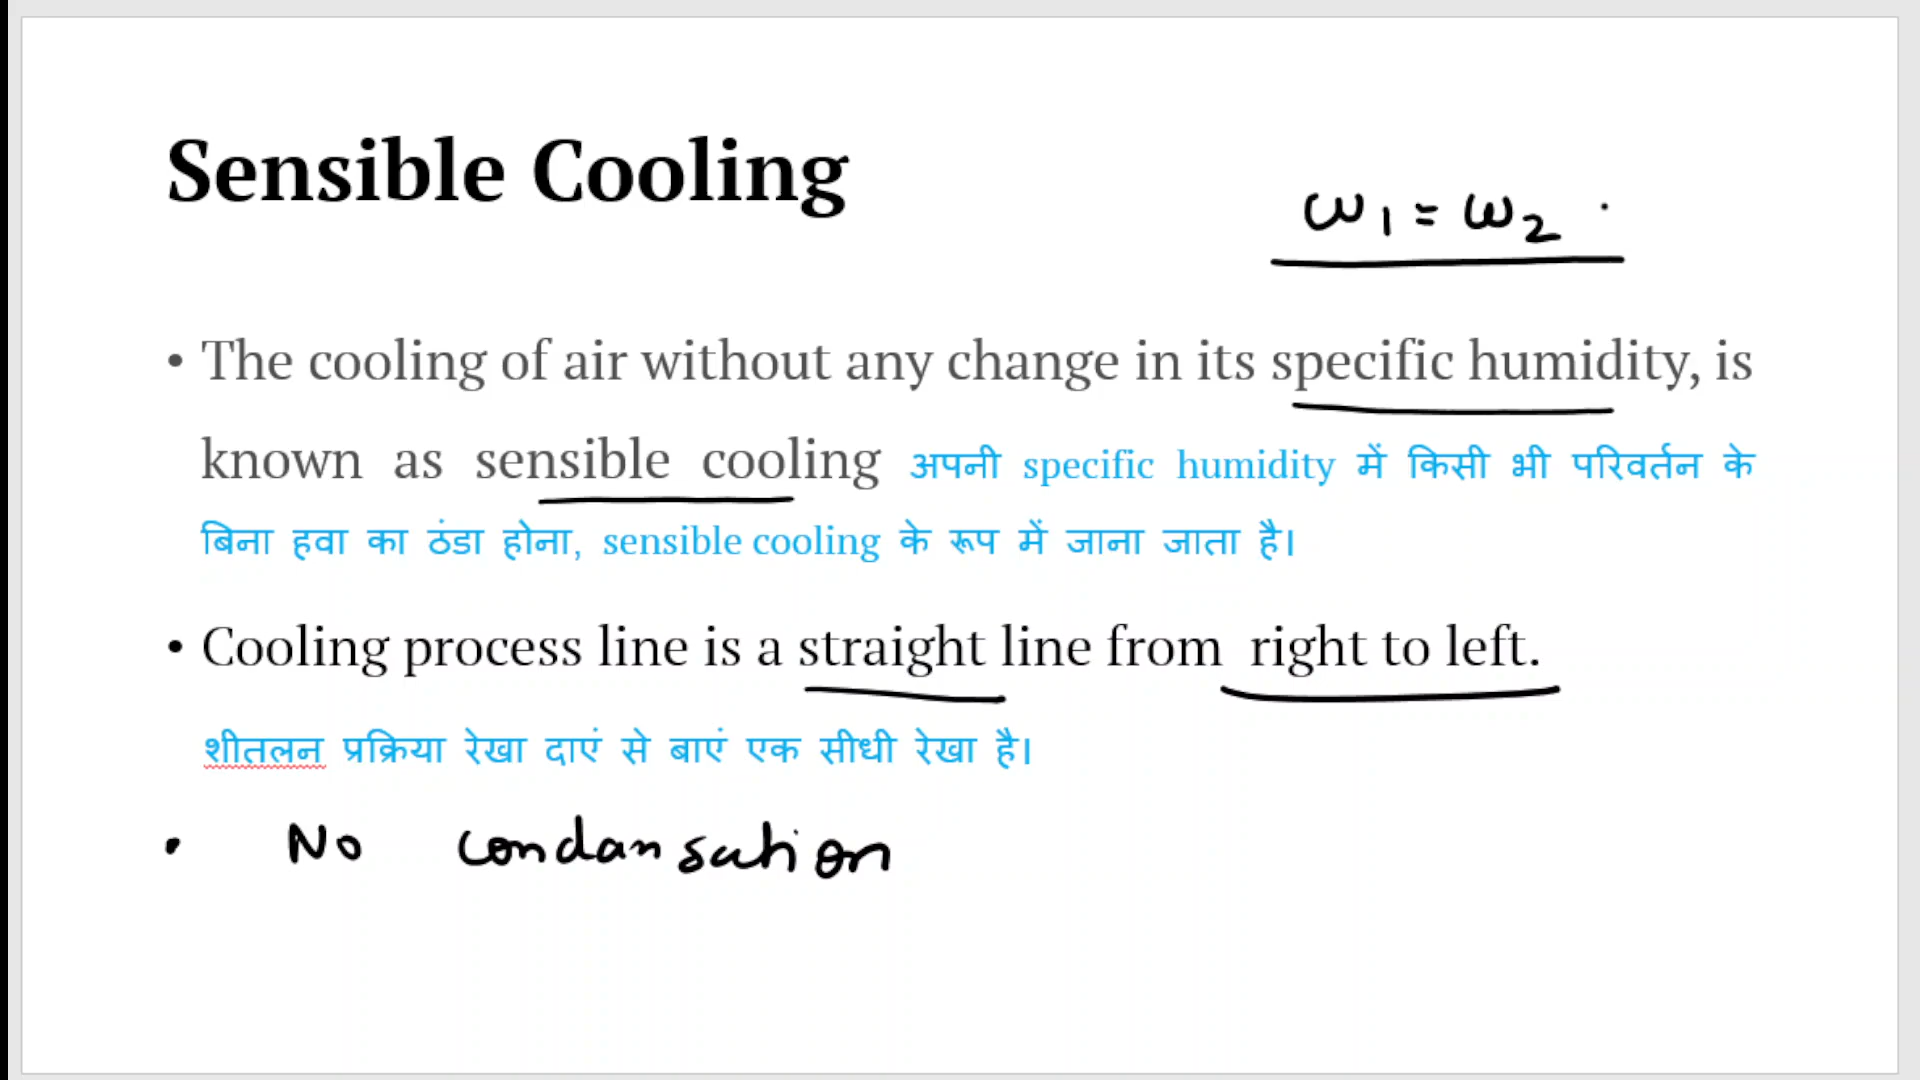 Sensible Cooling
ω1 = ω2 .
• The cooling of air without any change in its specific humidity, is
known as sensible cooling अपनी specific humidity में किसी भी परिवर्तन के
बिना हवा का ठंडा होना, sensible cooling के रूप में जाना जाता है।
• Cooling process line is a straight line from right to left.
शीतलन प्रक्रिया रेखा दाएं से बाएं एक सीधी रेखा है।
• No condansation